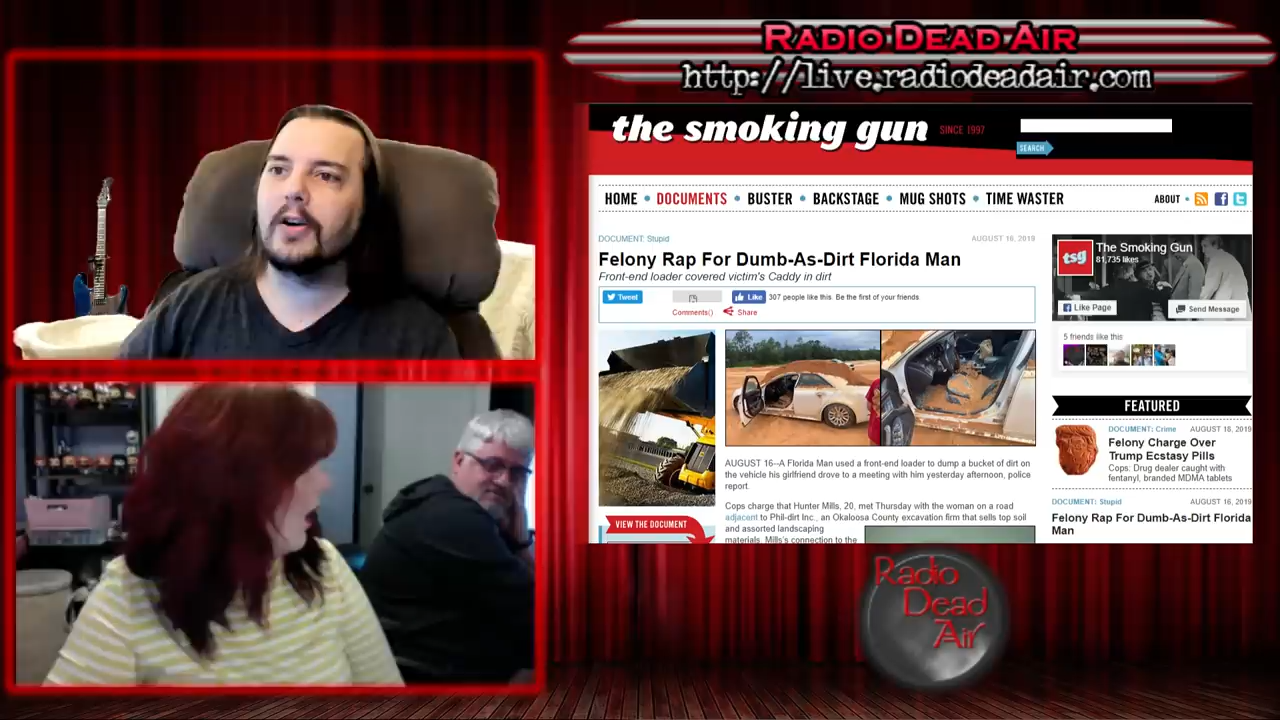 Radio Dead Air
http://live.radiodeadair.com
the smoking gun SINCE 1997
SEARCH
HOME • DOCUMENTS • BUSTER • BACKSTAGE • MUG SHOTS • TIME WASTER
ABOUT •
DOCUMENT: Stupid
AUGUST 16, 2019
Felony Rap For Dumb-As-Dirt Florida Man
Front-end loader covered victim's Caddy in dirt
Tweet
Like 307 people like this. Be the first of your friends.
Comments()
Share
AUGUST 16--A Florida Man used a front-end loader to dump a bucket of dirt on
the vehicle his girlfriend drove to a meeting with him yesterday afternoon, police
report.
Cops charge that Hunter Mills, 20, met Thursday with the woman on a road
adjacent to Phil-dirt Inc., an Okaloosa County excavation firm that sells top soil
and assorted landscaping
materials. Mills's connection to the
VIEW THE DOCUMENT
tsg
The Smoking Gun
81,735 likes
Like Page
Send Message
5 friends like this
FEATURED
DOCUMENT: Crime
AUGUST 18, 2019
Felony Charge Over
Trump Ecstasy Pills
Cops: Drug dealer caught with
fentanyl, branded MDMA tablets
DOCUMENT: Stupid
AUGUST 16, 2019
Felony Rap For Dumb-As-Dirt Florida
Man
Radio
Dead
Air